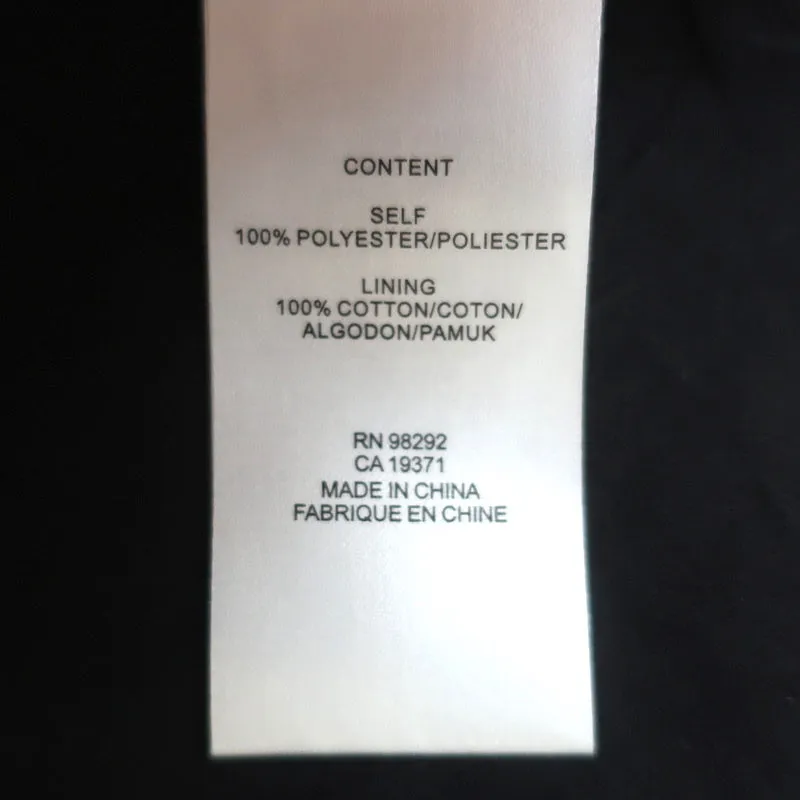 CONTENT
SELF
100% POLYESTER/POLIESTER
LINING
100% COTTON/COTON/
ALGODON/PAMUK
RN 98292
CA 19371
MADE IN CHINA
FABRIQUE EN CHINE